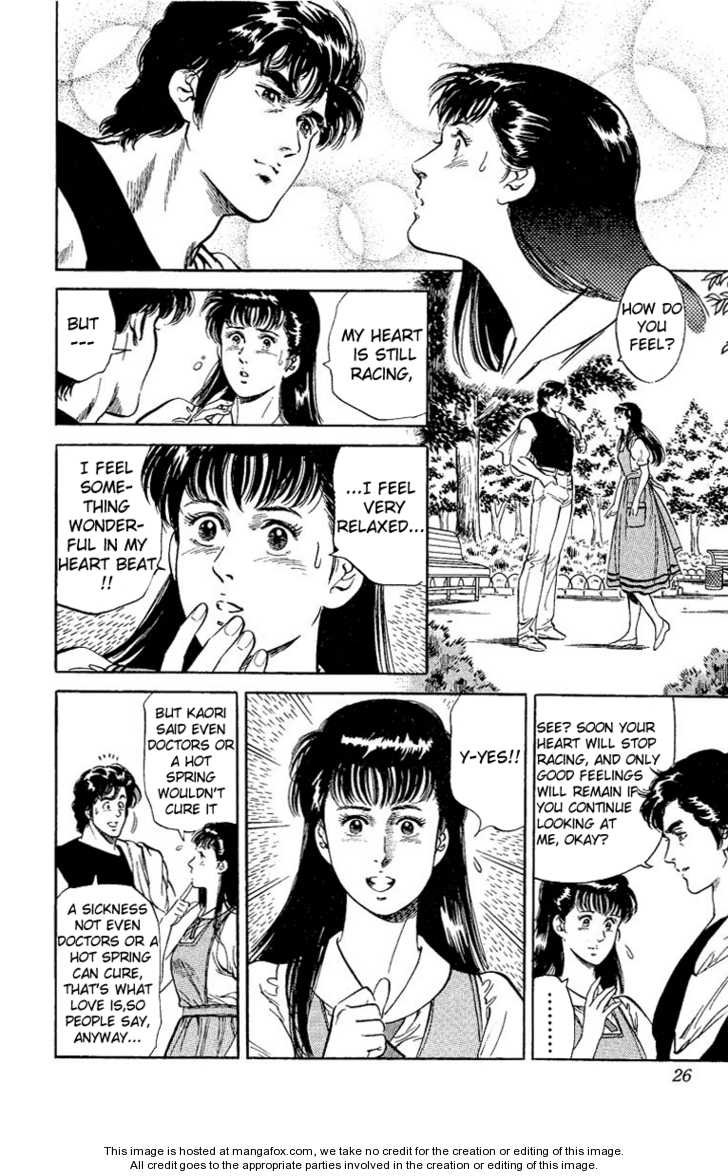 HOW DO
YOU
FEEL?
MY HEART
IS STILL
RACING,
BUT
---
...I FEEL
VERY
RELAXED...
I FEEL
SOME-
THING
WONDER-
FUL IN MY
HEART BEAT
!!
SEE? SOON YOUR
HEART WILL STOP
RACING, AND ONLY
GOOD FEELINGS
WILL REMAIN IF
YOU CONTINUE
LOOKING AT
ME, OKAY?
Y-YES!!
BUT KAORI
SAID EVEN
DOCTORS OR
A HOT
SPRING
WOULDN'T
CURE IT
A SICKNESS
NOT EVEN
DOCTORS OR A
HOT SPRING
CAN CURE,
THAT'S WHAT
LOVE IS,SO
PEOPLE SAY,
ANYWAY...
26
This image is hosted at mangafox.com, we take no credit for the creation or editing of this image.
All credit goes to the appropriate parties involved in the creation or editing of this image.